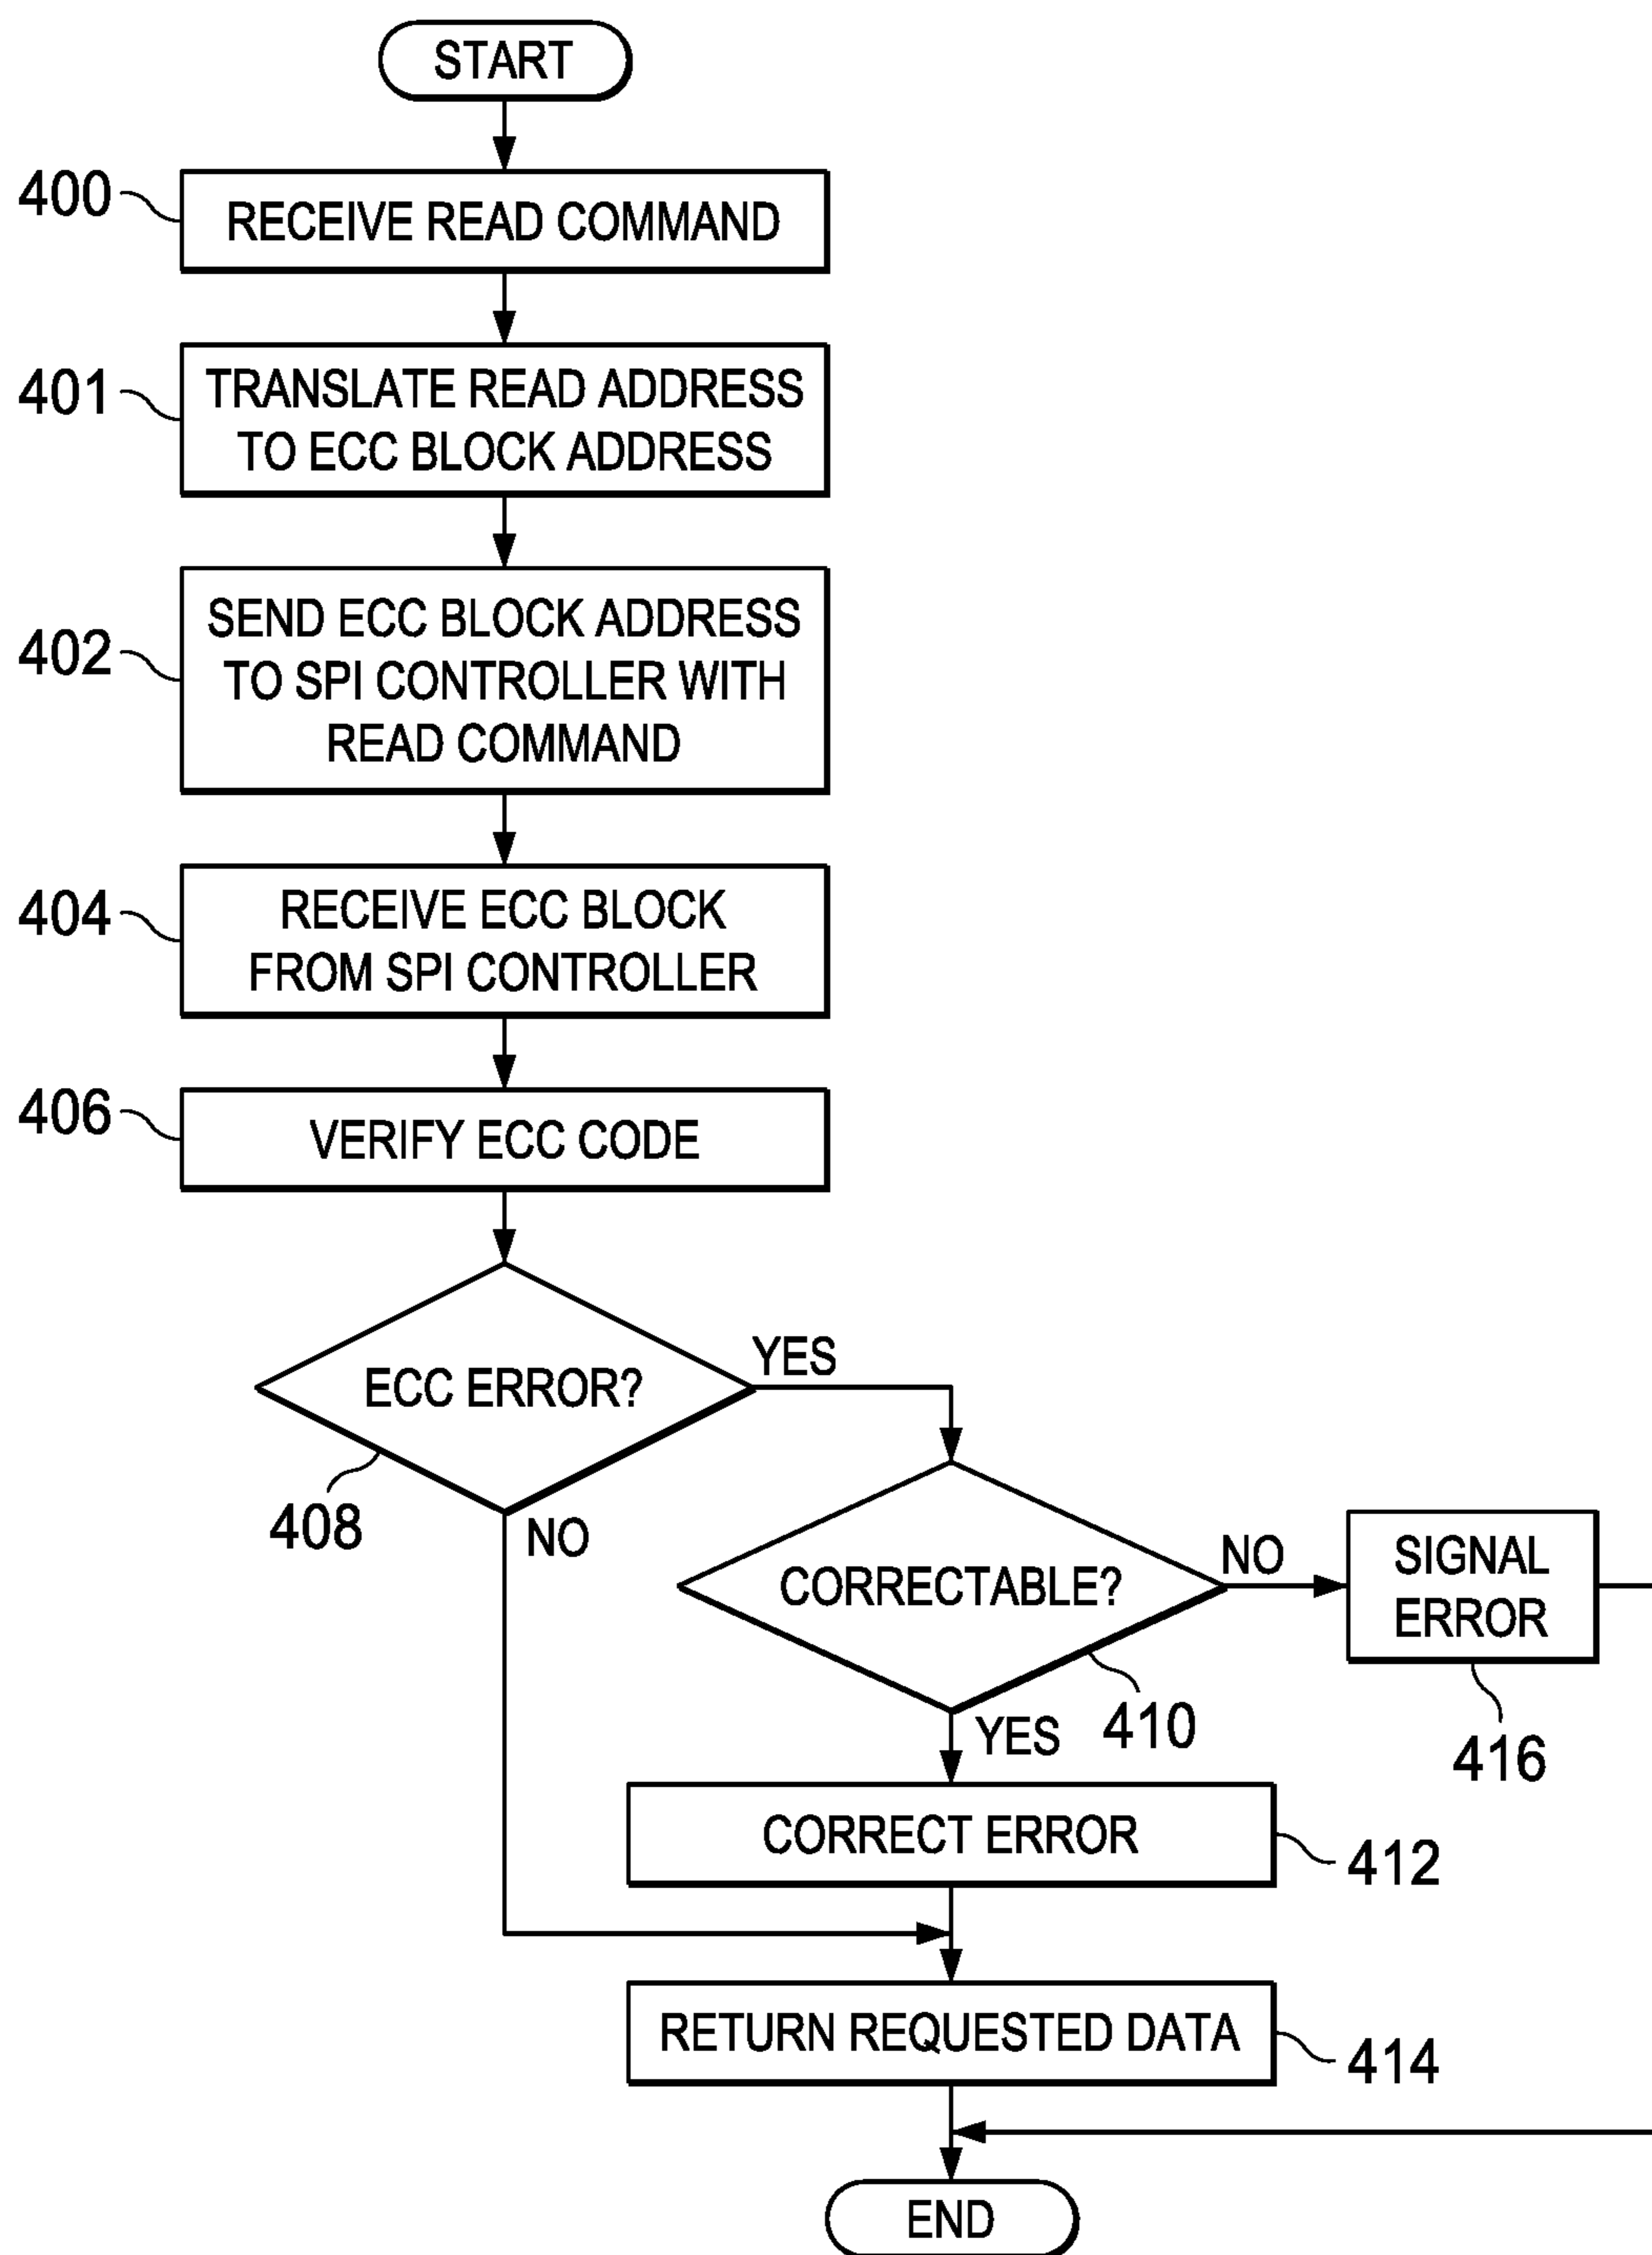 START
400
RECEIVE READ COMMAND
401
TRANSLATE READ ADDRESS
TO ECC BLOCK ADDRESS
402
SEND ECC BLOCK ADDRESS
TO SPI CONTROLLER WITH
READ COMMAND
404
RECEIVE ECC BLOCK
FROM SPI CONTROLLER
406
VERIFY ECC CODE
ECC ERROR?
YES
408
NO
CORRECTABLE?
NO
SIGNAL
ERROR
410
YES
416
CORRECT ERROR
412
RETURN REQUESTED DATA
414
END